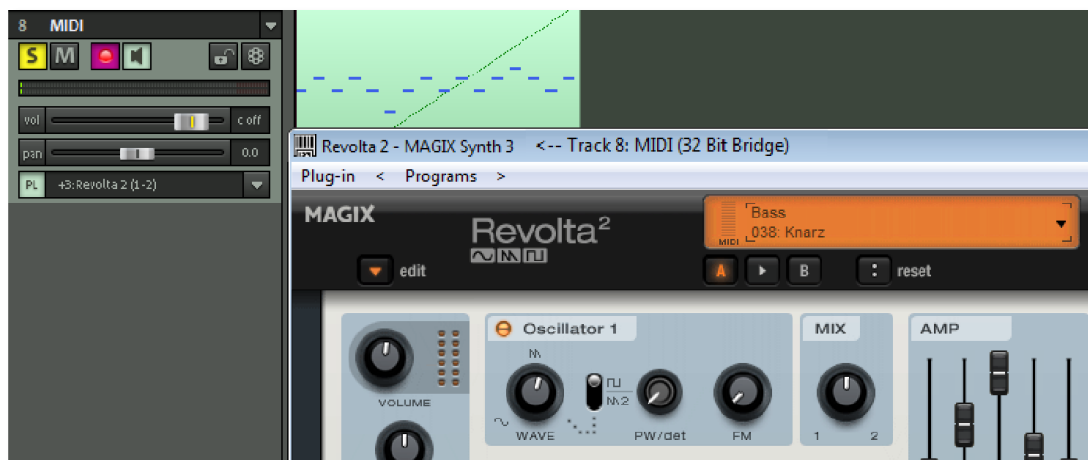 8 MIDI
S M
vol c off
pan 0.0
PL +3:Revolta 2 (1-2)
Revolta 2 - MAGIX Synth 3 <-- Track 8: MIDI (32 Bit Bridge)
Plug-in < Programs >
MAGIX
Revolta²
Bass
MIDI 038: Knarz
edit
A B : reset
Oscillator 1
MIX
AMP
VOLUME
2
WAVE
PW/det
FM
1 2